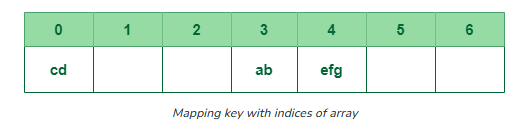 0 1 2 3 4 5 6
cd ab efg
Mapping key with indices of array